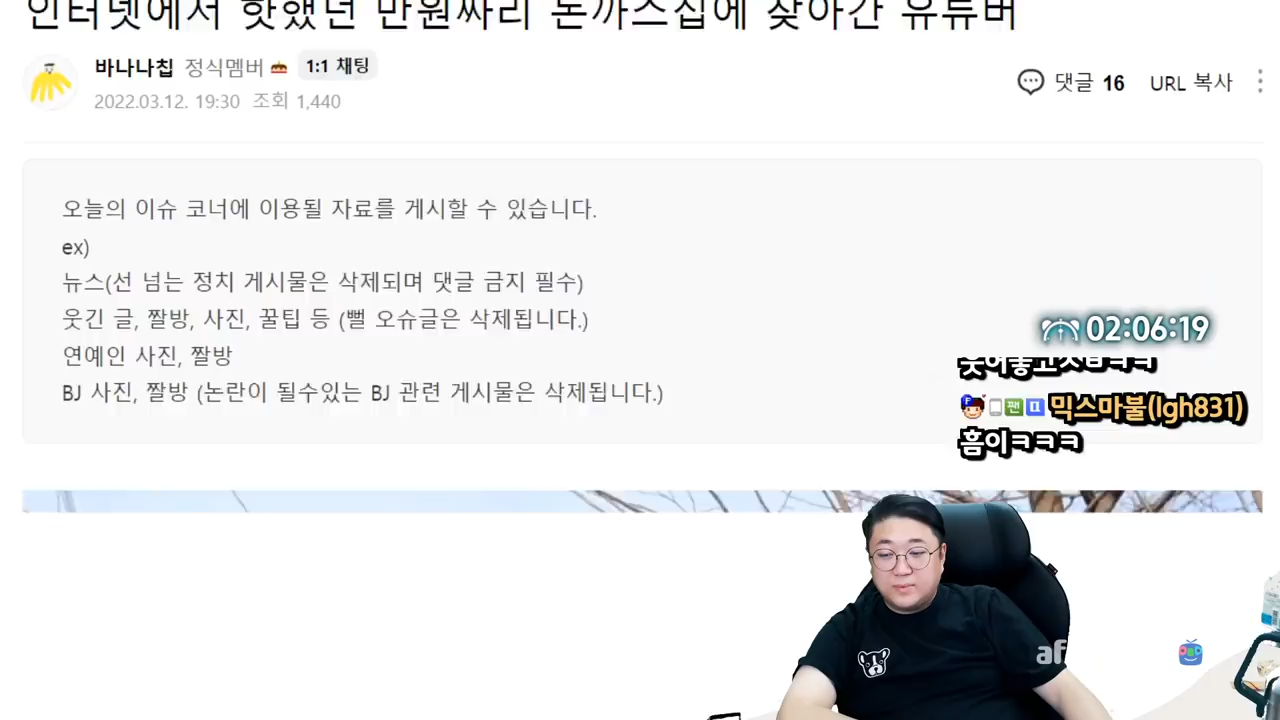 인터넷에서 핫했던 만원짜리 돈까스집에 찾아간 유튜버
바나나칩 정식멤버 1:1 채팅
2022.03.12. 19:30 조회 1,440
댓글 16 URL 복사
오늘의 이슈 코너에 이용될 자료를 게시할 수 있습니다.
ex)
뉴스(선 넘는 정치 게시물은 삭제되며 댓글 금지 필수)
웃긴 글, 짤방, 사진, 꿀팁 등 (뻘 오슈글은 삭제됩니다.)
연예인 사진, 짤방
BJ 사진, 짤방 (논란이 될수있는 BJ 관련 게시물은 삭제됩니다.)
02:06:19
F 팬 믹스마불(lgh831)
흠이ㅋㅋㅋ
af